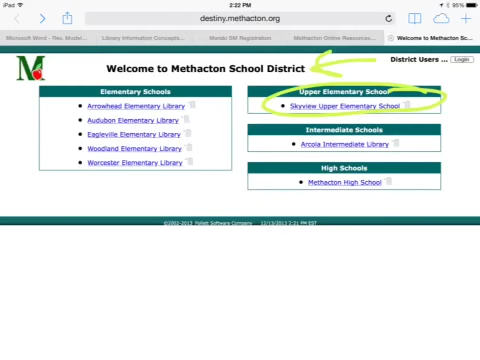 iPad
2:22 PM
95%
destiny.methacton.org
Microsoft Word - Rev. Model...
Library Information Concepts...
Mandki SM Registration
Methacton Online Resources...
Welcome to Methacton Sc...
District Users ...
Login
M
Welcome to Methacton School District
Elementary Schools
Arrowhead Elementary Library
Audubon Elementary Library
Eagleville Elementary Library
Woodland Elementary Library
Worcester Elementary Library
Upper Elementary School
Skyview Upper Elementary School
Intermediate Schools
Arcola Intermediate Library
High Schools
Methacton High School
©2002-2013 Follett Software Company 12/13/2013 2:21 PM EST